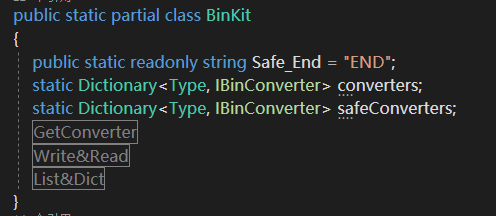 public static partial class BinKit
{
public static readonly string Safe_End = "END";
static Dictionary<Type, IBinConverter> converters;
static Dictionary<Type, IBinConverter> safeConverters;
GetConverter
Write&Read
List&Dict
}